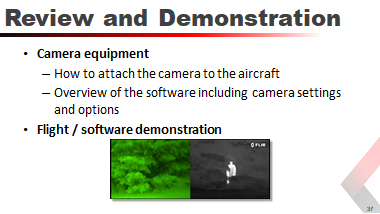 Review and Demonstration
• Camera equipment
– How to attach the camera to the aircraft
– Overview of the software including camera settings
and options
• Flight / software demonstration
FLIR
37